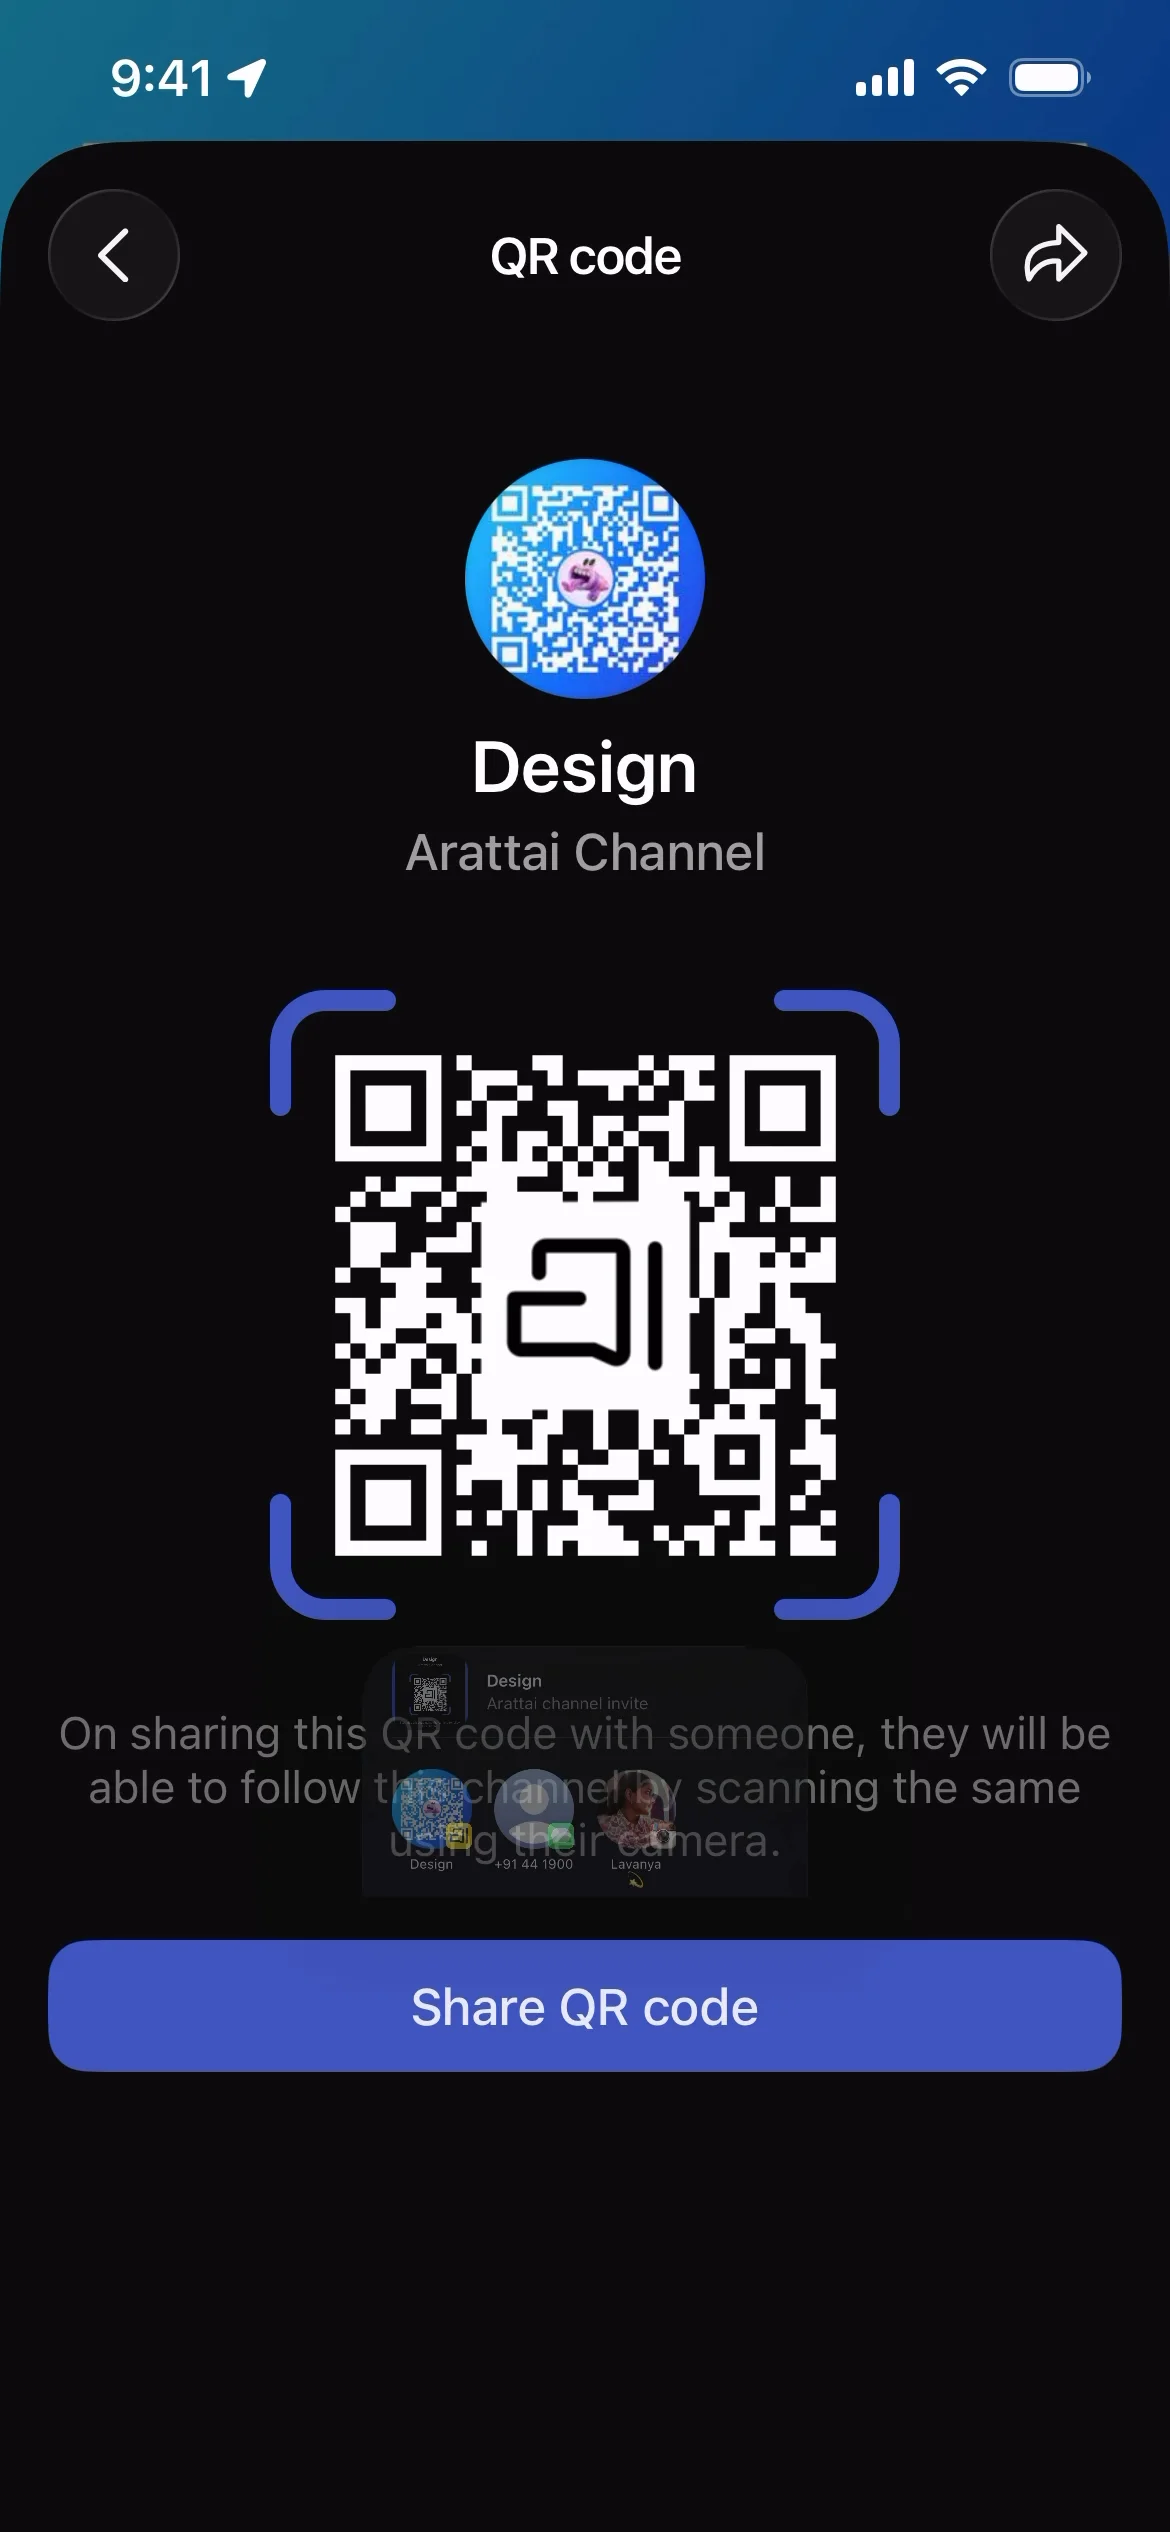 9:41
QR code
Design
Arattai Channel
Design
Design
Arattai channel invite
On sharing this QR code with someone, they will be
able to follow this channel by scanning the same
using their camera.
Design
+91 44 1900
Lavanya
Share QR code